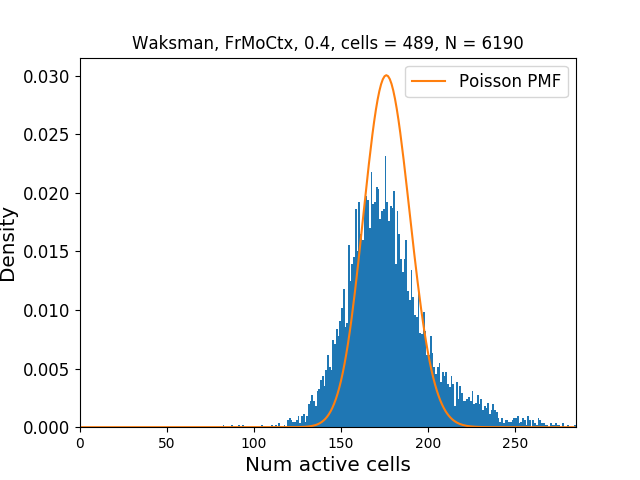 Waksman, FrMoCtx, 0.4, cells = 489, N = 6190
Poisson PMF
0.030
0.025
0.020
0.015
0.010
0.005
0.000
Density
0 50 100 150 200 250
Num active cells